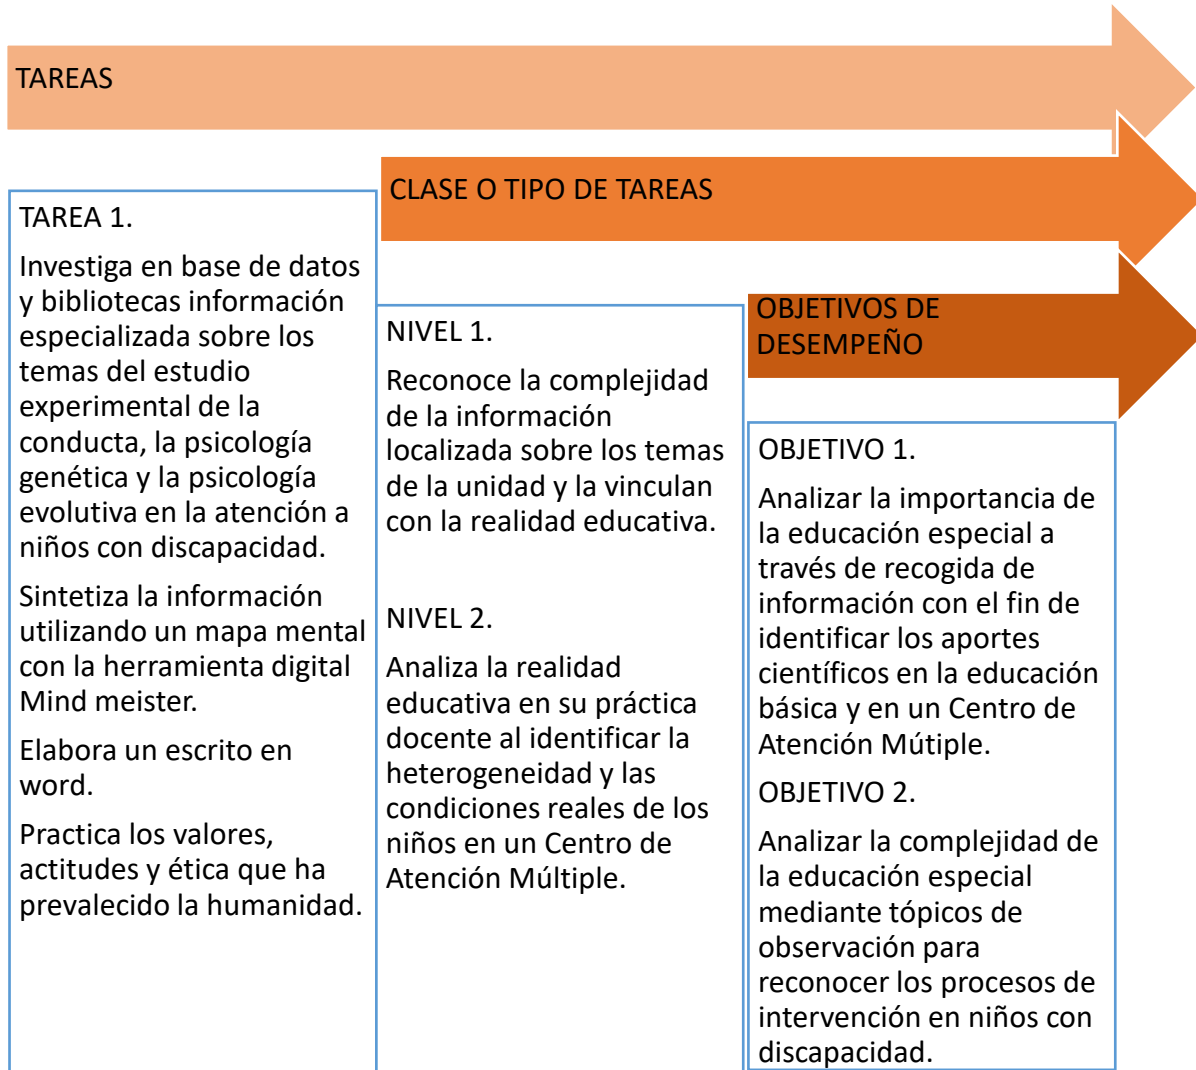 TAREAS
TAREA 1.
Investiga en base de datos
y bibliotecas información
especializada sobre los
temas del estudio
experimental de la
conducta, la psicología
genética y la psicología
evolutiva en la atención a
niños con discapacidad.
Sintetiza la información
utilizando un mapa mental
con la herramienta digital
Mind meister.
Elabora un escrito en
word.
Practica los valores,
actitudes y ética que ha
prevalecido la humanidad.
CLASE O TIPO DE TAREAS
NIVEL 1.
Reconoce la complejidad
de la información
localizada sobre los temas
de la unidad y la vinculan
con la realidad educativa.
NIVEL 2.
Analiza la realidad
educativa en su práctica
docente al identificar la
heterogeneidad y las
condiciones reales de los
niños en un Centro de
Atención Múltiple.
OBJETIVOS DE
DESEMPEÑO
OBJETIVO 1.
Analizar la importancia de
la educación especial a
través de recogida de
información con el fin de
identificar los aportes
científicos en la educación
básica y en un Centro de
Atención Mútiple.
OBJETIVO 2.
Analizar la complejidad de
la educación especial
mediante tópicos de
observación para
reconocer los procesos de
intervención en niños con
discapacidad.